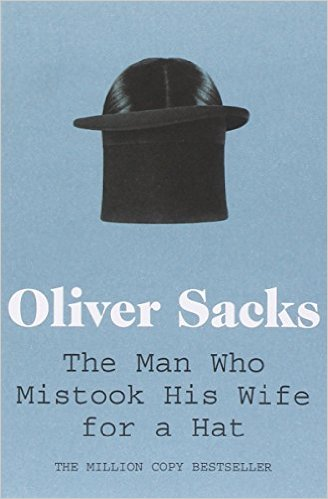 Oliver Sacks
The Man Who
Mistook His Wife
for a Hat
THE MILLION COPY BESTSELLER